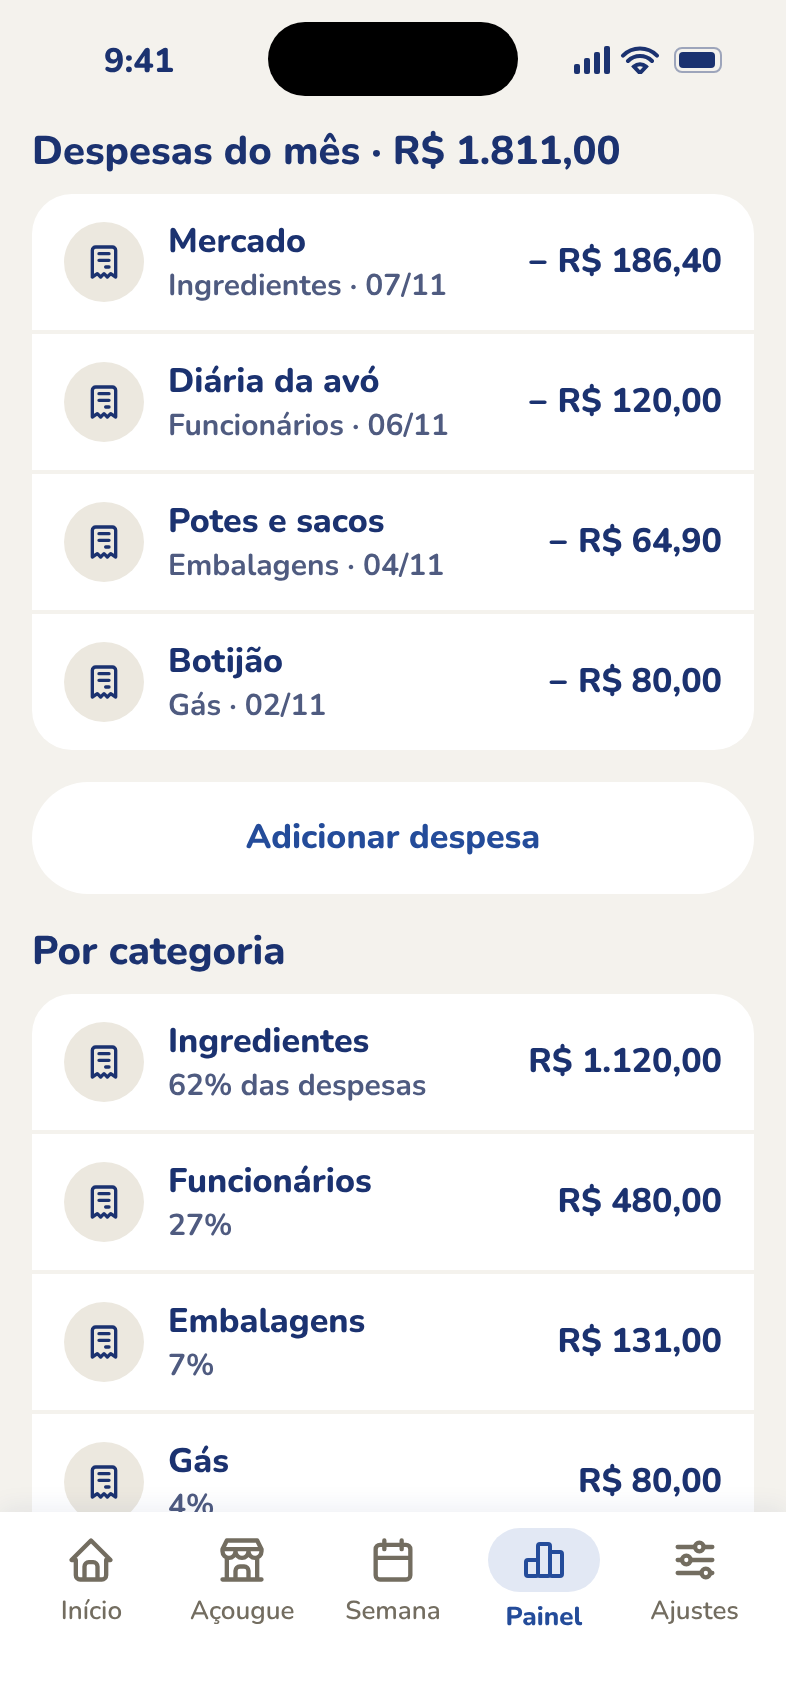 9:41
Despesas do mês · R$ 1.811,00
Mercado
Ingredientes · 07/11
– R$ 186,40
Diária da avó
Funcionários · 06/11
– R$ 120,00
Potes e sacos
Embalagens · 04/11
– R$ 64,90
Botijão
Gás · 02/11
– R$ 80,00
Adicionar despesa
Por categoria
Ingredientes
62% das despesas
R$ 1.120,00
Funcionários
27%
R$ 480,00
Embalagens
7%
R$ 131,00
Gás
4%
R$ 80,00
Início
Açougue
Semana
Painel
Ajustes